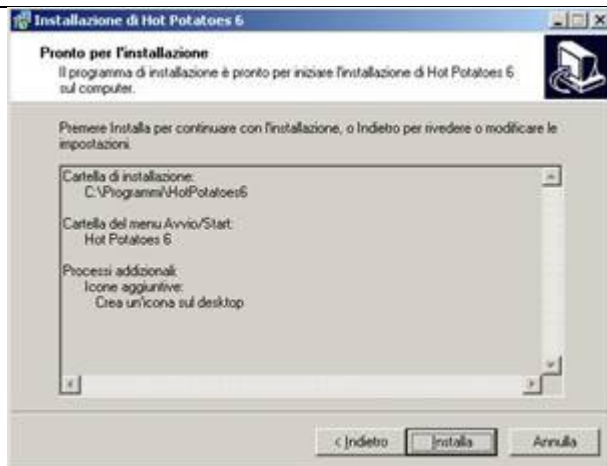 Installazione di Hot Potatoes 6
Pronto per l'installazione
Il programma di installazione è pronto per iniziare l'installazione di Hot Potatoes 6
sul computer.
Premere Installa per continuare con l'installazione, o Indietro per rivedere o modificare le
impostazioni.
Cartella di installazione:
C:\Programmi\HotPotatoes6
Cartella del menu Avvio/Start:
Hot Potatoes 6
Processi addizionali:
Icone aggiuntive:
Crea un'icona sul desktop
< Indietro
Installa
Annulla